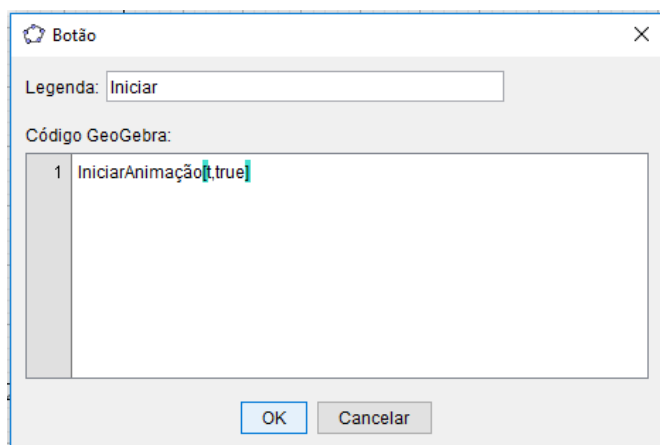 Botão
Legenda: Iniciar
Código GeoGebra:
1 IniciarAnimação[t,true]
OK Cancelar